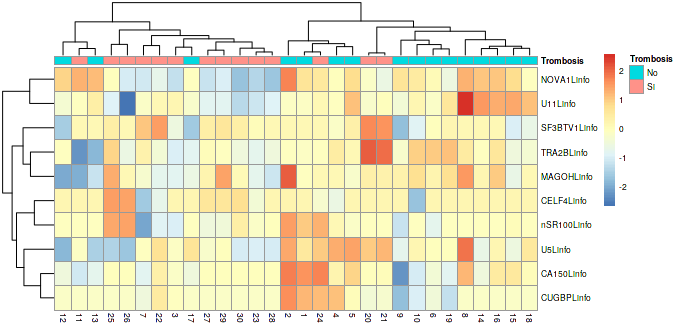 Trombosis
NOVA1Linfo
U11Linfo
SF3BTV1Linfo
TRA2BLinfo
MAGOHLinfo
CELF4Linfo
nSR100Linfo
U5Linfo
CA150Linfo
CUGBPLinfo
12 11 13 25 26 7 22 3 17 27 29 30 23 28 2 1 24 4 5 20 21 9 10 6 19 8 14 16 15 18
2
1
0
-1
-2
Trombosis
No
SI